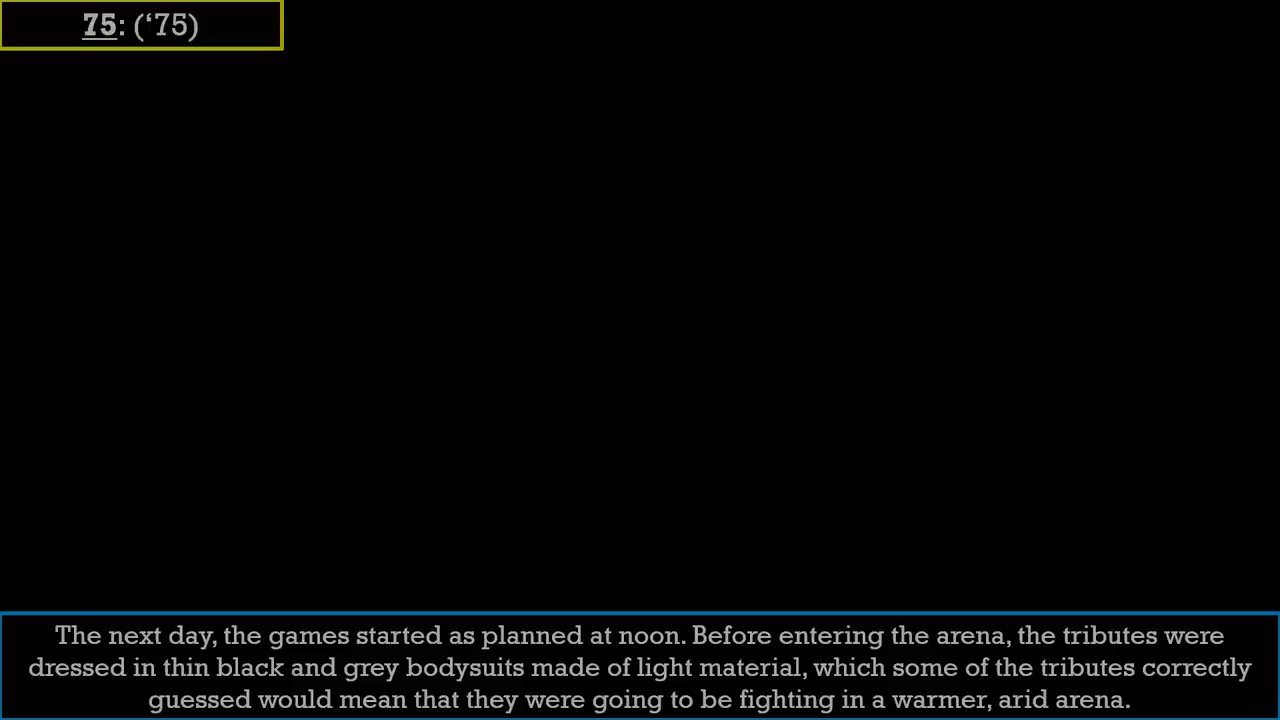 75: (‘75)
The next day, the games started as planned at noon. Before entering the arena, the tributes were
dressed in thin black and grey bodysuits made of light material, which some of the tributes correctly
guessed would mean that they were going to be fighting in a warmer, arid arena.